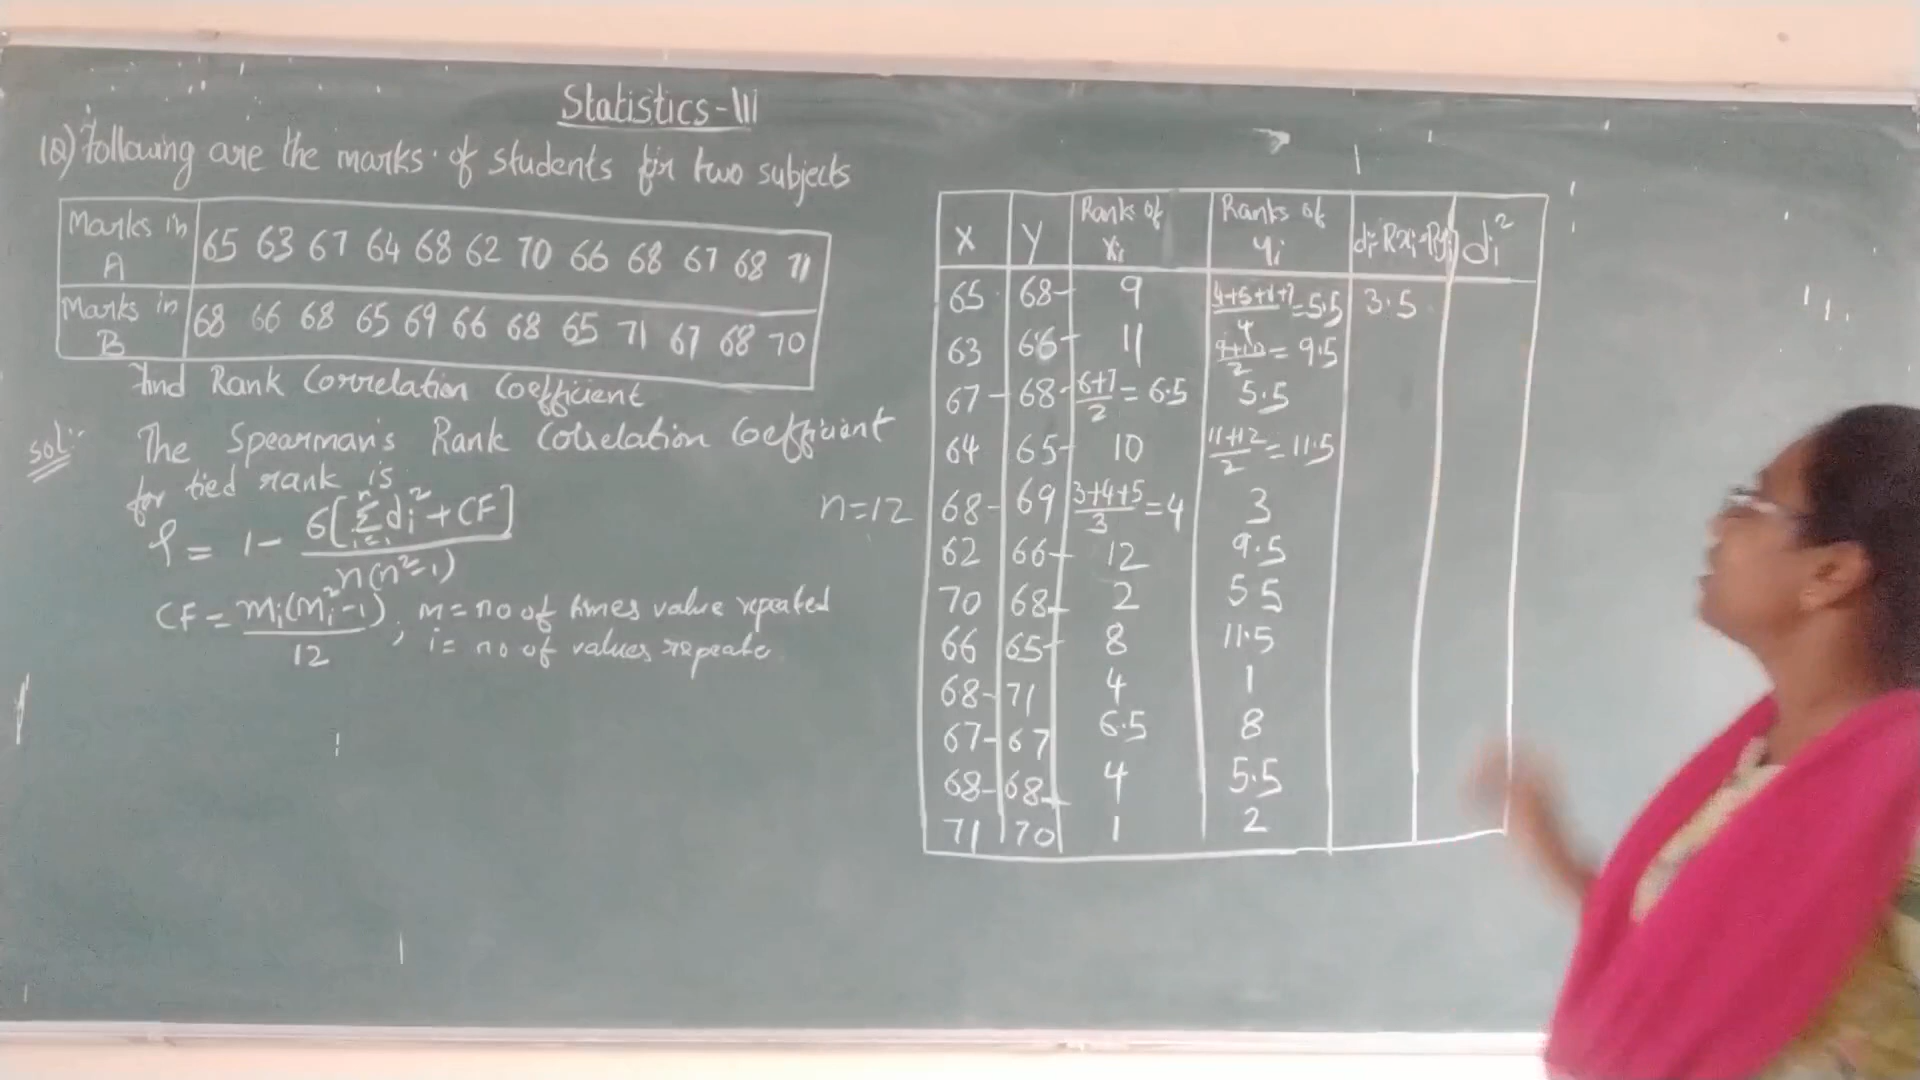 Statistics-III
1Q) Following are the marks of students for two subjects
Marks in A 65 63 67 64 68 62 70 66 68 67 68 71
Marks in B 68 66 68 65 69 66 68 65 71 67 68 70
Find Rank Correlation Coefficient
Sol:- The Spearman's Rank Correlation Coefficient
for tied rank is
ρ = 1 - 6[Σ_{i=1}^{n} di² + CF] / n(n²-1)
CF = mi(mi²-1) / 12 ; m = no of times value repeated
i = no of values repeate
n=12
X Y Ranks of xi Ranks of yi di=Rxi-Ryi di²
65 68- 9 4+5+6+7/4 = 5.5 3.5
63 66- 11 9+10/2 = 9.5
67- 68- 6+7/2 = 6.5 5.5
64 65- 10 11+12/2 = 11.5
68- 69 3+4+5/3 = 4 3
62 66- 12 9.5
70 68- 2 5.5
66 65- 8 11.5
68- 71 4 1
67- 67 6.5 8
68- 68- 4 5.5
71 70 1 2